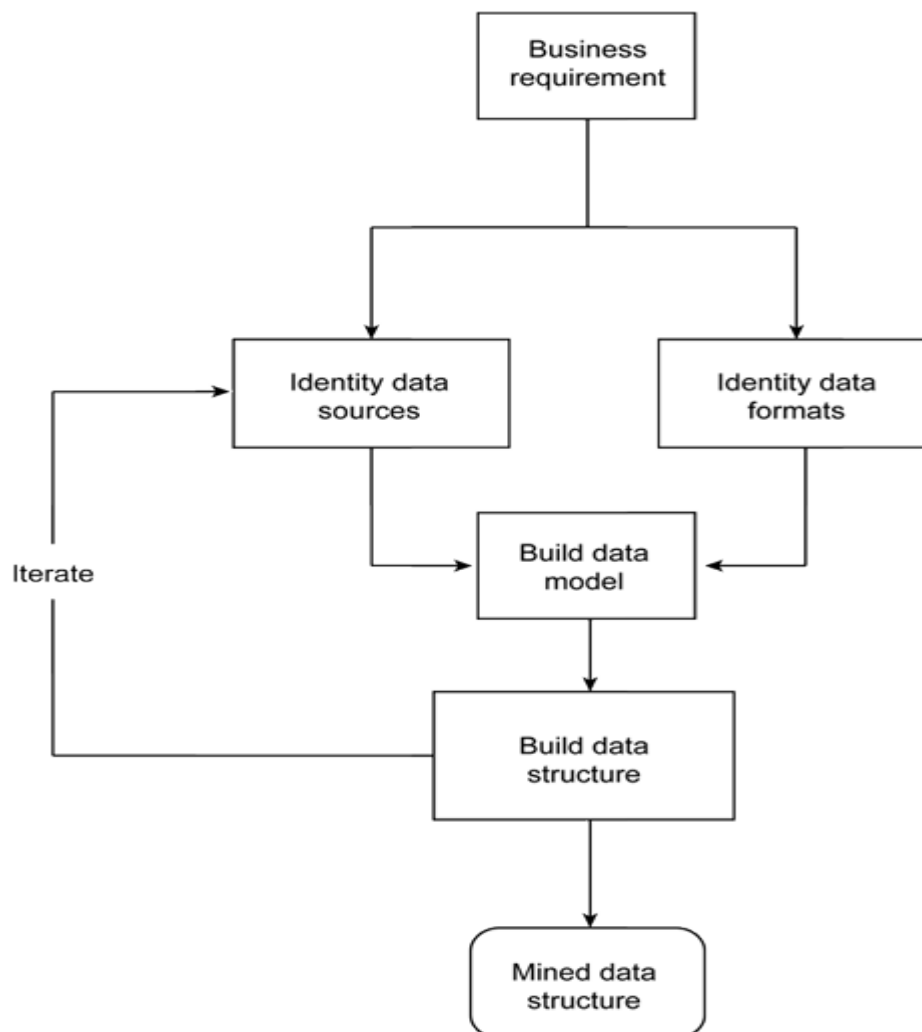 Business
requirement
Identity data
sources
Identity data
formats
Build data
model
Iterate
Build data
structure
Mined data
structure